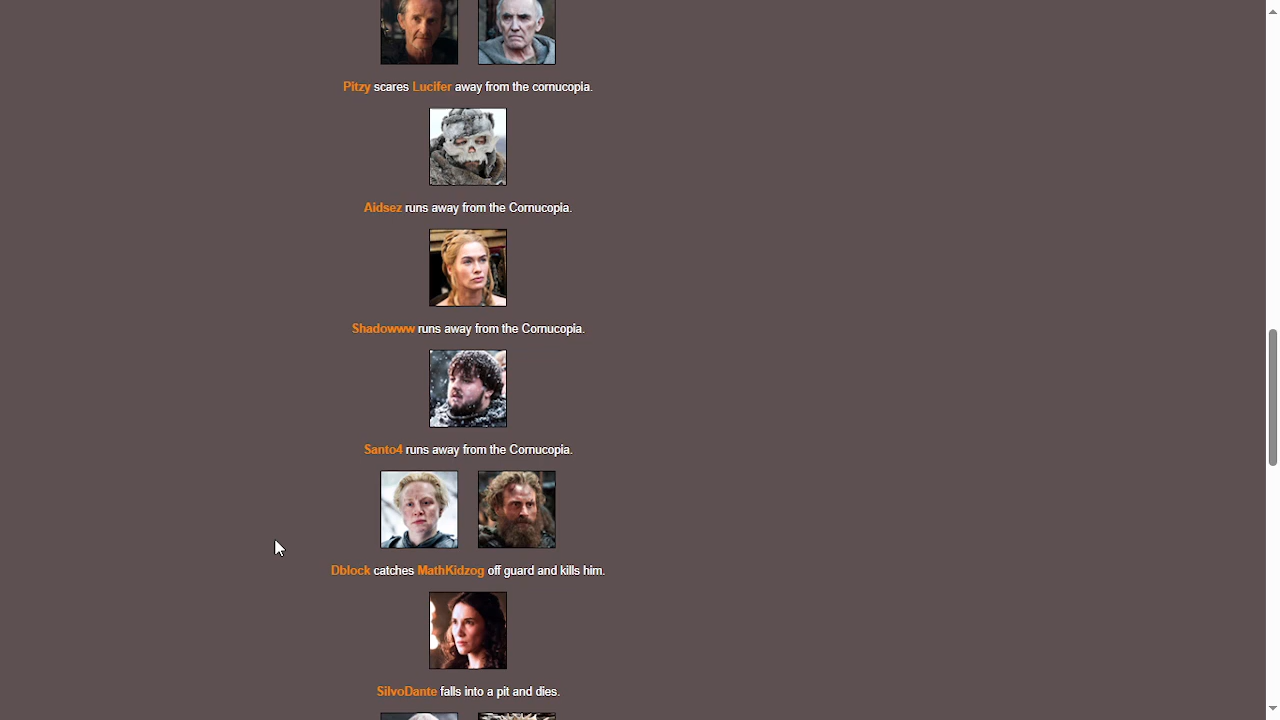 Pitzy scares Lucifer away from the cornucopia.
Aidsez runs away from the Cornucopia.
Shadowww runs away from the Cornucopia.
Santo4 runs away from the Cornucopia.
Dblock catches MathKidzog off guard and kills him.
SilvoDante falls into a pit and dies.